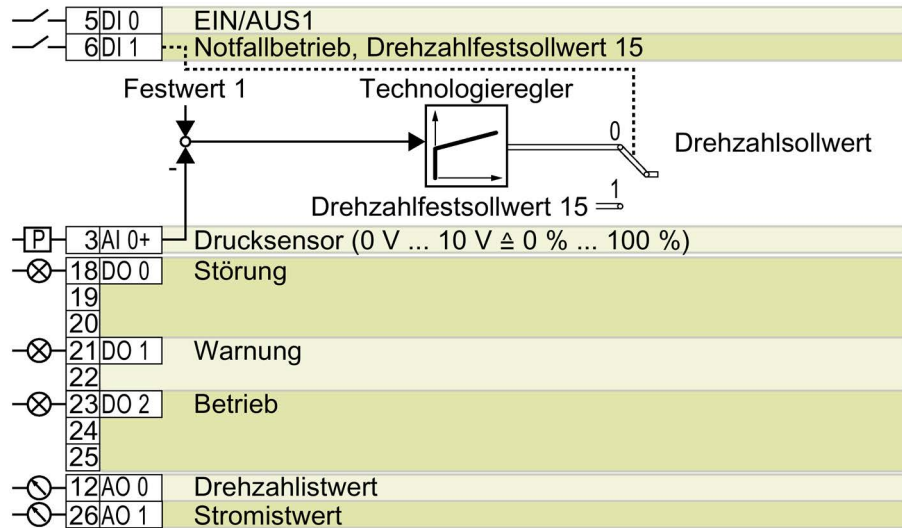 5 DI 0 EIN/AUS1
6 DI 1 Notfallbetrieb, Drehzahlfestsollwert 15
Festwert 1 Technologieregler
0
Drehzahlsollwert
-
1
Drehzahlfestsollwert 15
P 3 AI 0+ Drucksensor (0 V ... 10 V ≙ 0 % ... 100 %)
18 DO 0 Störung
19
20
21 DO 1 Warnung
22
23 DO 2 Betrieb
24
25
12 AO 0 Drehzahlistwert
26 AO 1 Stromistwert